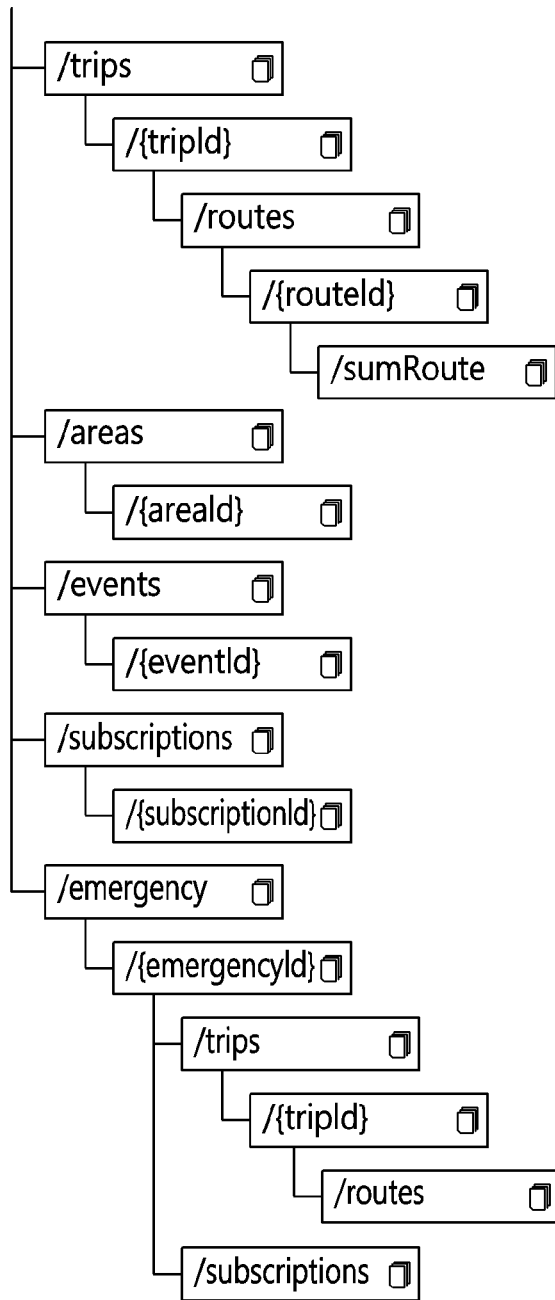 /trips
/{tripId}
/routes
/{routeId}
/sumRoute
/areas
/{areaId}
/events
/{eventId}
/subscriptions
/{subscriptionId}
/emergency
/{emergencyId}
/trips
/{tripId}
/routes
/subscriptions